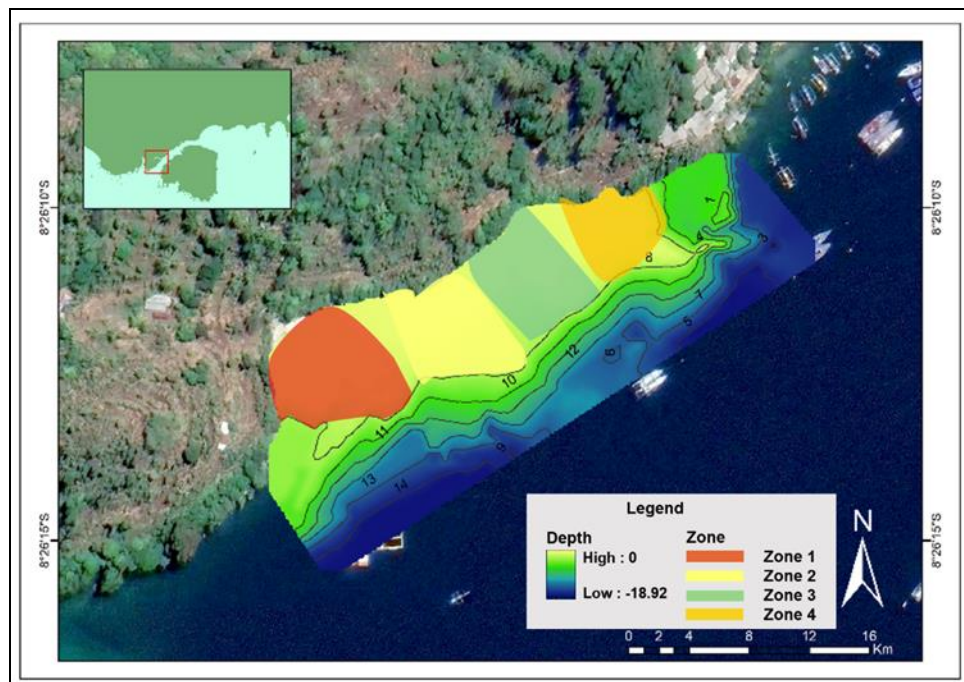 8°26'10"S
8°26'10"S
1
4
3
8
7
5
12
6
10
11
9
13
14
8°26'15"S
8°26'15"S
Legend
Depth
High : 0
Low : -18.92
Zone
Zone 1
Zone 2
Zone 3
Zone 4
N
0 2 4 8 12 16
Km